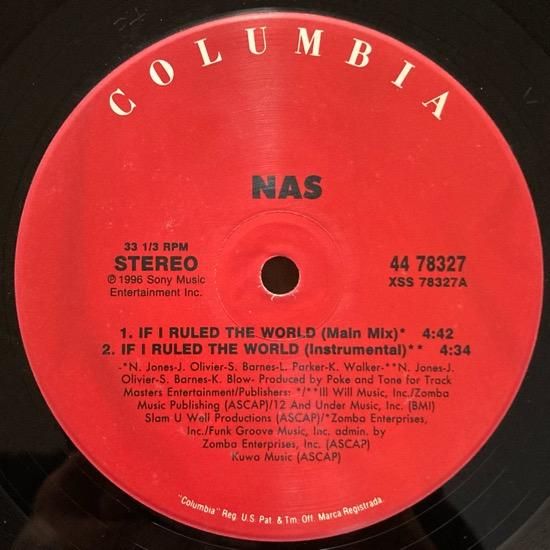 COLUMBIA
NAS
33 1/3 RPM
STEREO
℗ 1996 Sony Music
Entertainment Inc.
44 78327
XSS 78327A
1. IF I RULED THE WORLD (Main Mix)* 4:42
2. IF I RULED THE WORLD (Instrumental)** 4:34
-*N. Jones-J. Olivier-S. Barnes-L. Parker-K. Walker-**N. Jones-J.
Olivier-S. Barnes-K. Blow- Produced by Poke and Tone for Track
Masters Entertainment/Publishers: */**Ill Will Music, Inc./Zomba
Music Publishing (ASCAP)/12 And Under Music, Inc. (BMI)
Slam U Well Productions (ASCAP)/*Zomba Enterprises,
Inc./Funk Groove Music, Inc. admin. by
Zomba Enterprises, Inc. (ASCAP)
Kuwa Music (ASCAP)
"Columbia" Reg. U.S. Pat. & Tm. Off. Marca Registrada.